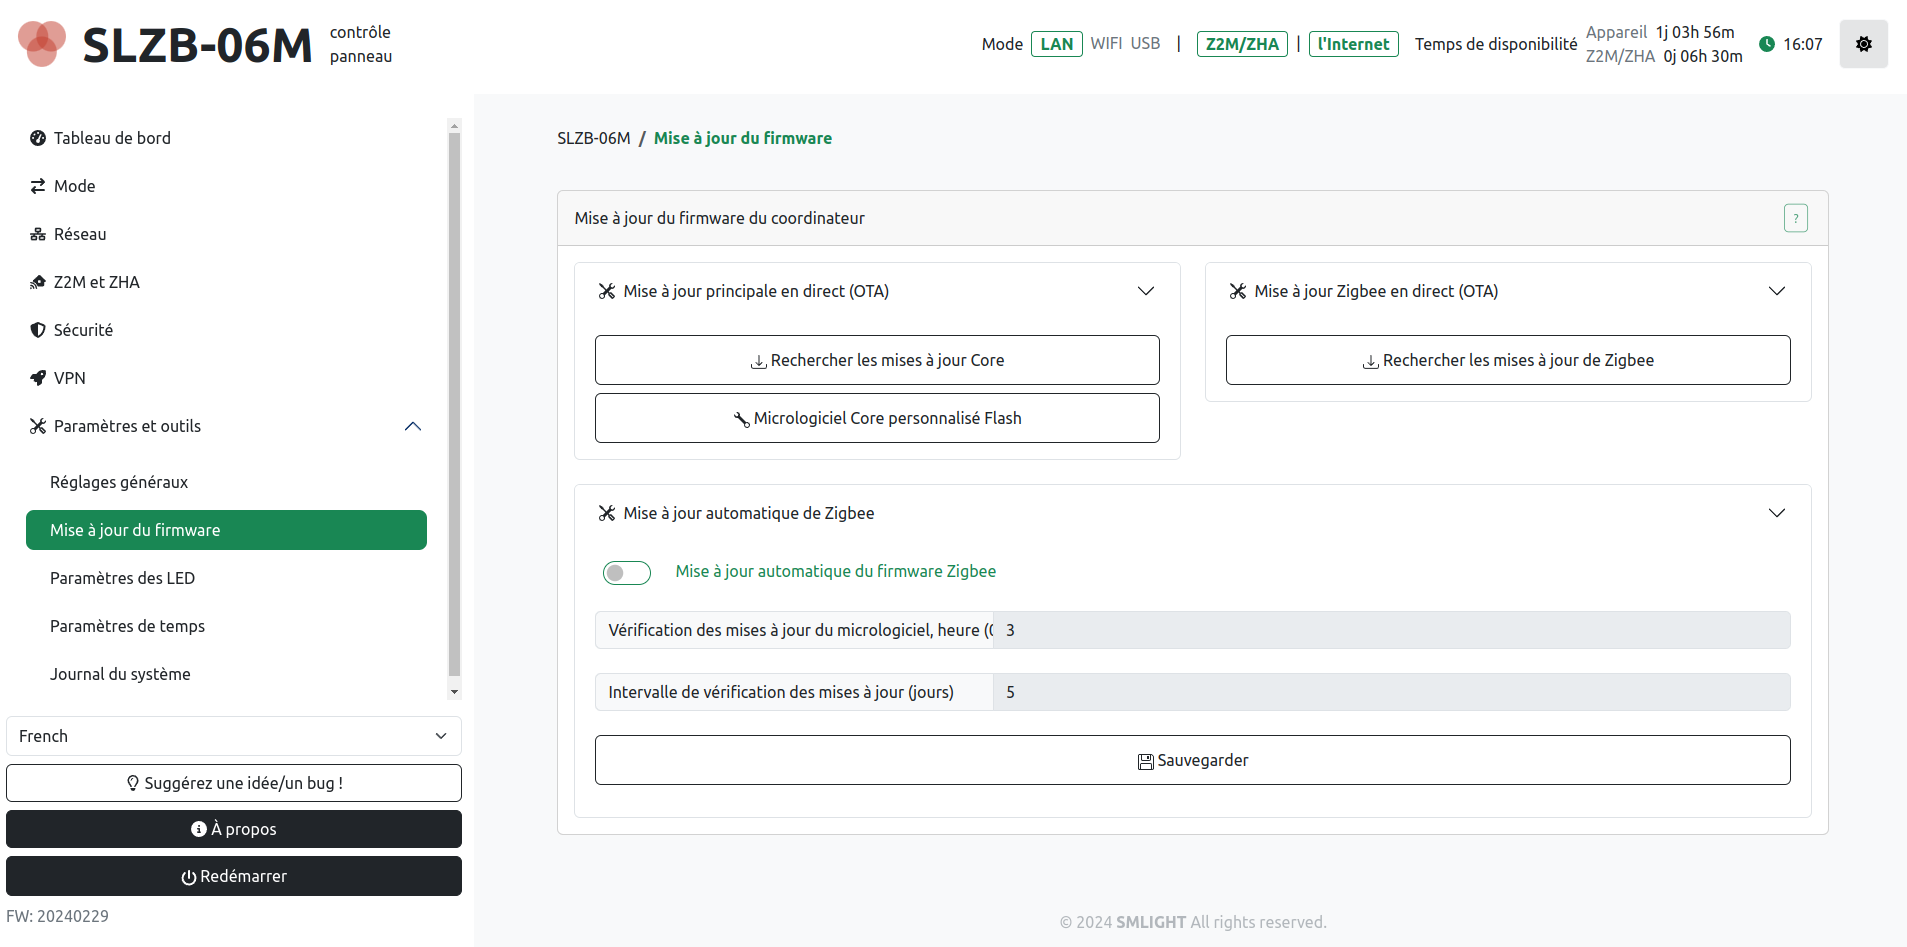 SLZB-06M
contrôle
panneau
Mode LAN WIFI USB | Z2M/ZHA | l'Internet Temps de disponibilité
Appareil 1j 03h 56m
Z2M/ZHA 0j 06h 30m
16:07
Tableau de bord
Mode
Réseau
Z2M et ZHA
Sécurité
VPN
Paramètres et outils
Réglages généraux
Mise à jour du firmware
Paramètres des LED
Paramètres de temps
Journal du système
French
Suggérez une idée/un bug !
À propos
Redémarrer
FW: 20240229
SLZB-06M / Mise à jour du firmware
Mise à jour du firmware du coordinateur
?
Mise à jour principale en direct (OTA)
Rechercher les mises à jour Core
Micrologiciel Core personnalisé Flash
Mise à jour Zigbee en direct (OTA)
Rechercher les mises à jour de Zigbee
Mise à jour automatique de Zigbee
Mise à jour automatique du firmware Zigbee
Vérification des mises à jour du micrologiciel, heure (0 3
Intervalle de vérification des mises à jour (jours) 5
Sauvegarder
© 2024 SMLIGHT All rights reserved.